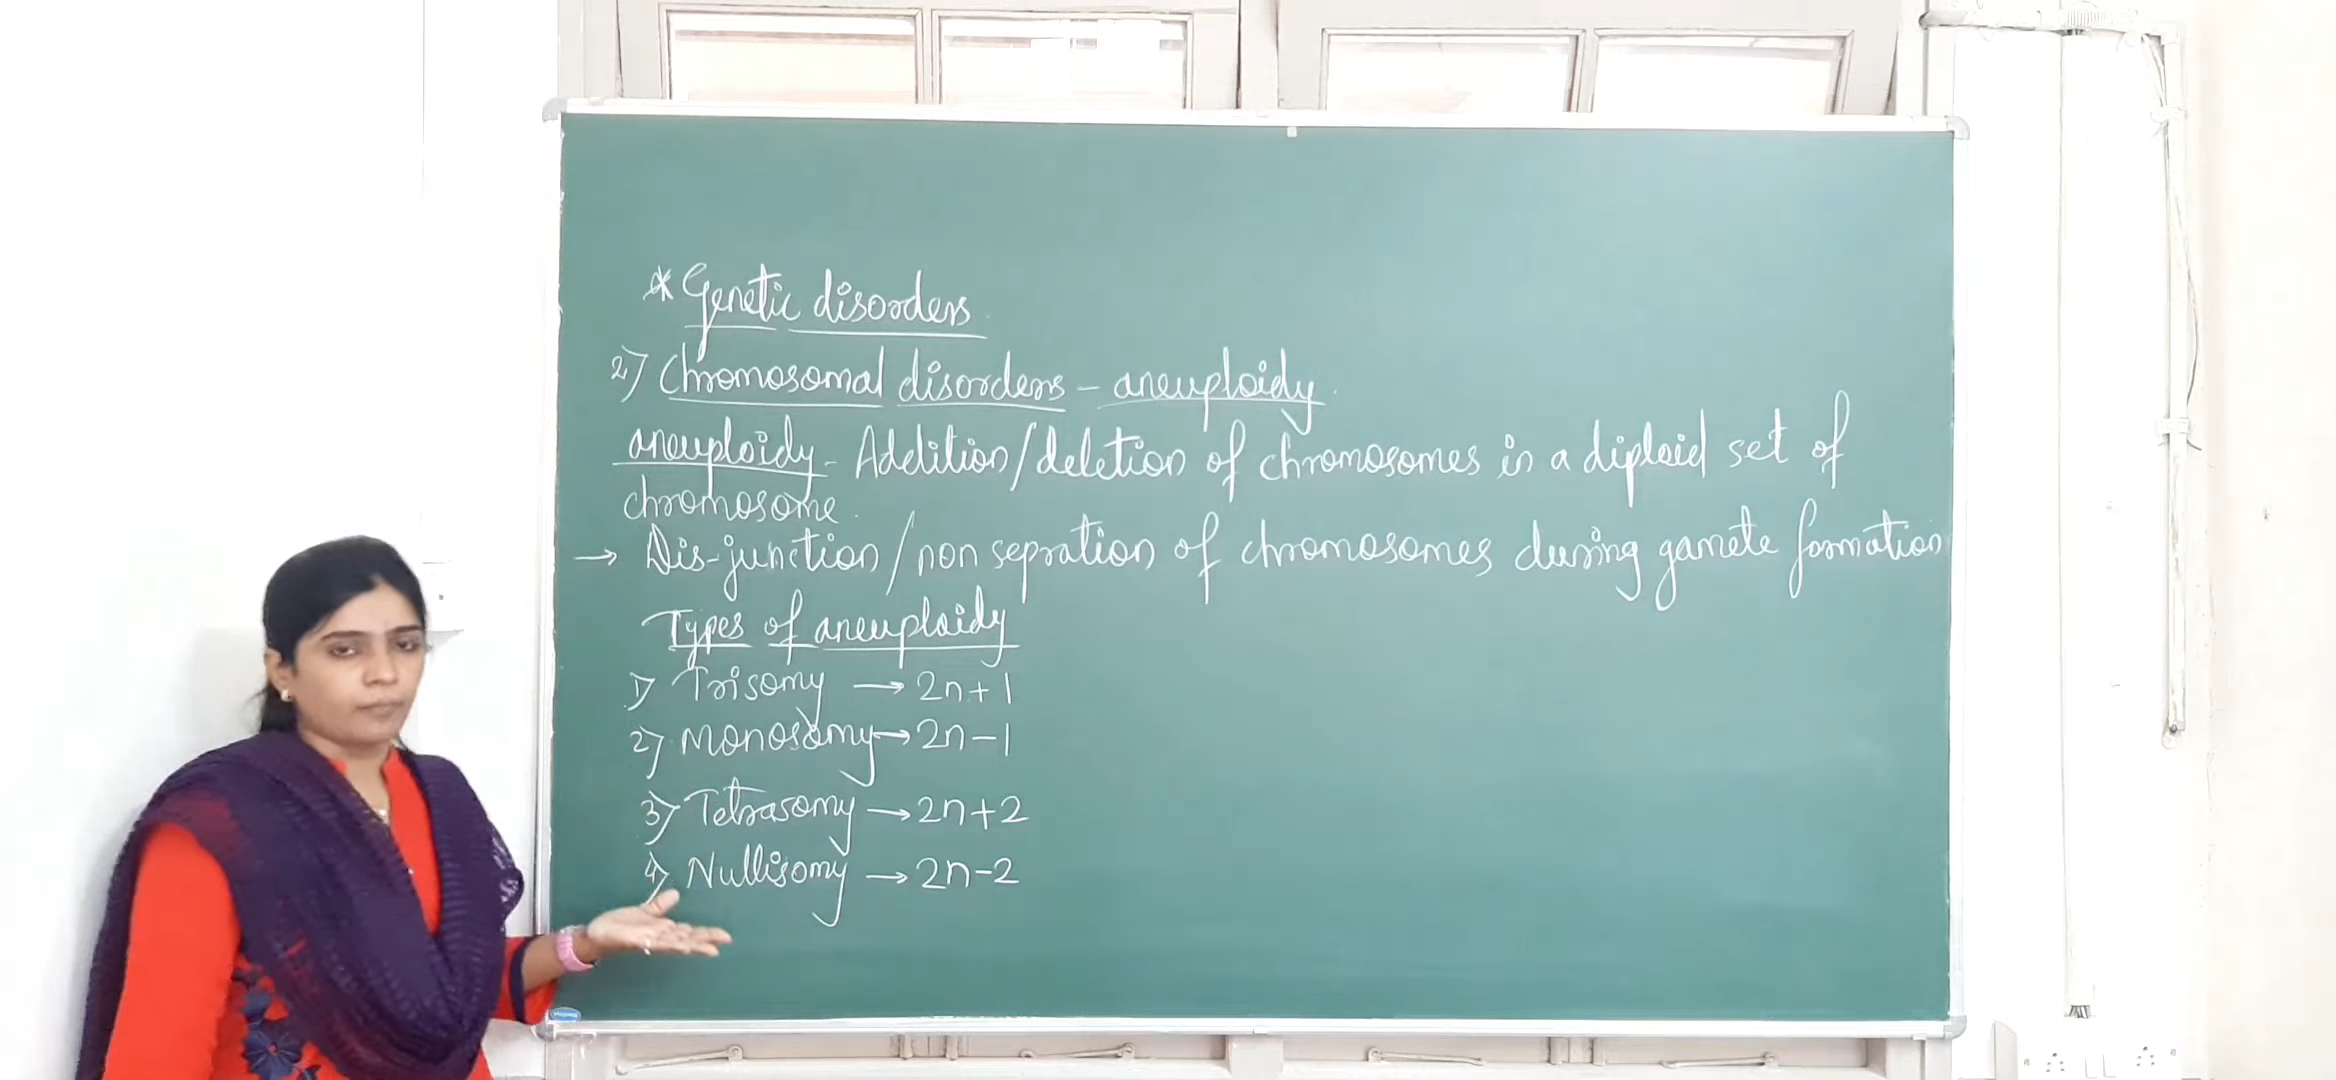 * Genetic disorders
2) Chromosomal disorders - aneuploidy
aneuploidy - Addition/deletion of chromosomes in a diploid set of
chromosome.
→ Dis-junction/non sepration of chromosomes during gamete formation
Types of aneuploidy
1) Trisomy → 2n+1
2) Monosomy → 2n-1
3) Tetrasomy → 2n+2
4) Nullisomy → 2n-2